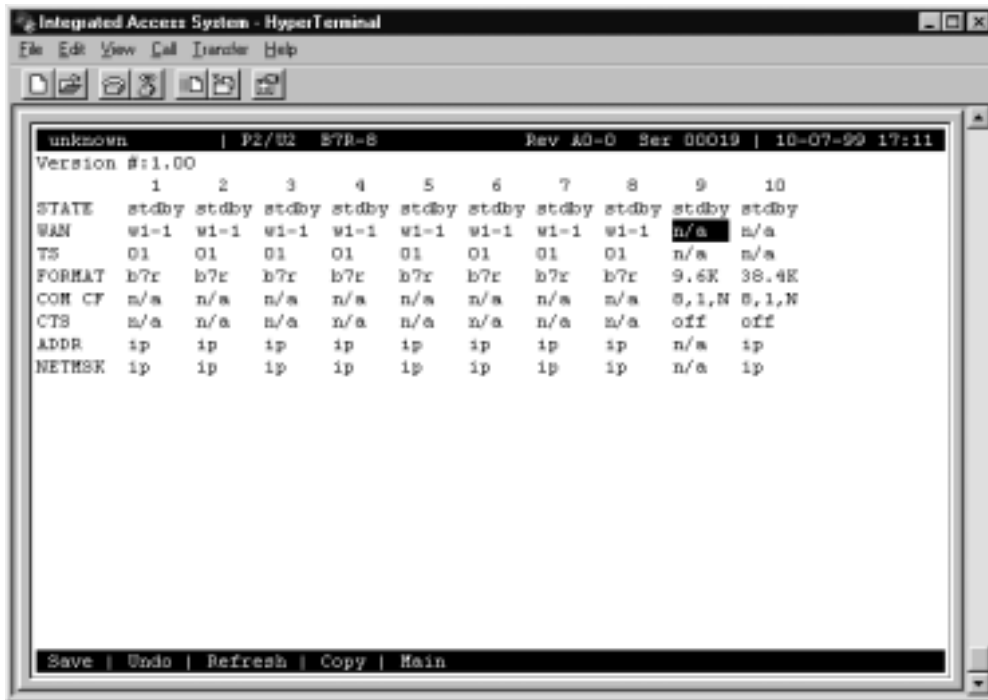 Integrated Access System - HyperTerminal
File Edit View Call Transfer Help
unknown | P2/U2 B7R-8 Rev A0-0 Ser 00019 | 10-07-99 17:11
Version #:1.00
1 2 3 4 5 6 7 8 9 10
STATE stdby stdby stdby stdby stdby stdby stdby stdby stdby stdby
WAN w1-1 w1-1 w1-1 w1-1 w1-1 w1-1 w1-1 w1-1 n/a n/a
TS 01 01 01 01 01 01 01 01 n/a n/a
FORMAT b7r b7r b7r b7r b7r b7r b7r b7r 9.6K 38.4K
COM CF n/a n/a n/a n/a n/a n/a n/a n/a 8,1,N 8,1,N
CTS n/a n/a n/a n/a n/a n/a n/a n/a off off
ADDR ip ip ip ip ip ip ip ip n/a ip
NETMSK ip ip ip ip ip ip ip ip n/a ip
Save | Undo | Refresh | Copy | Main